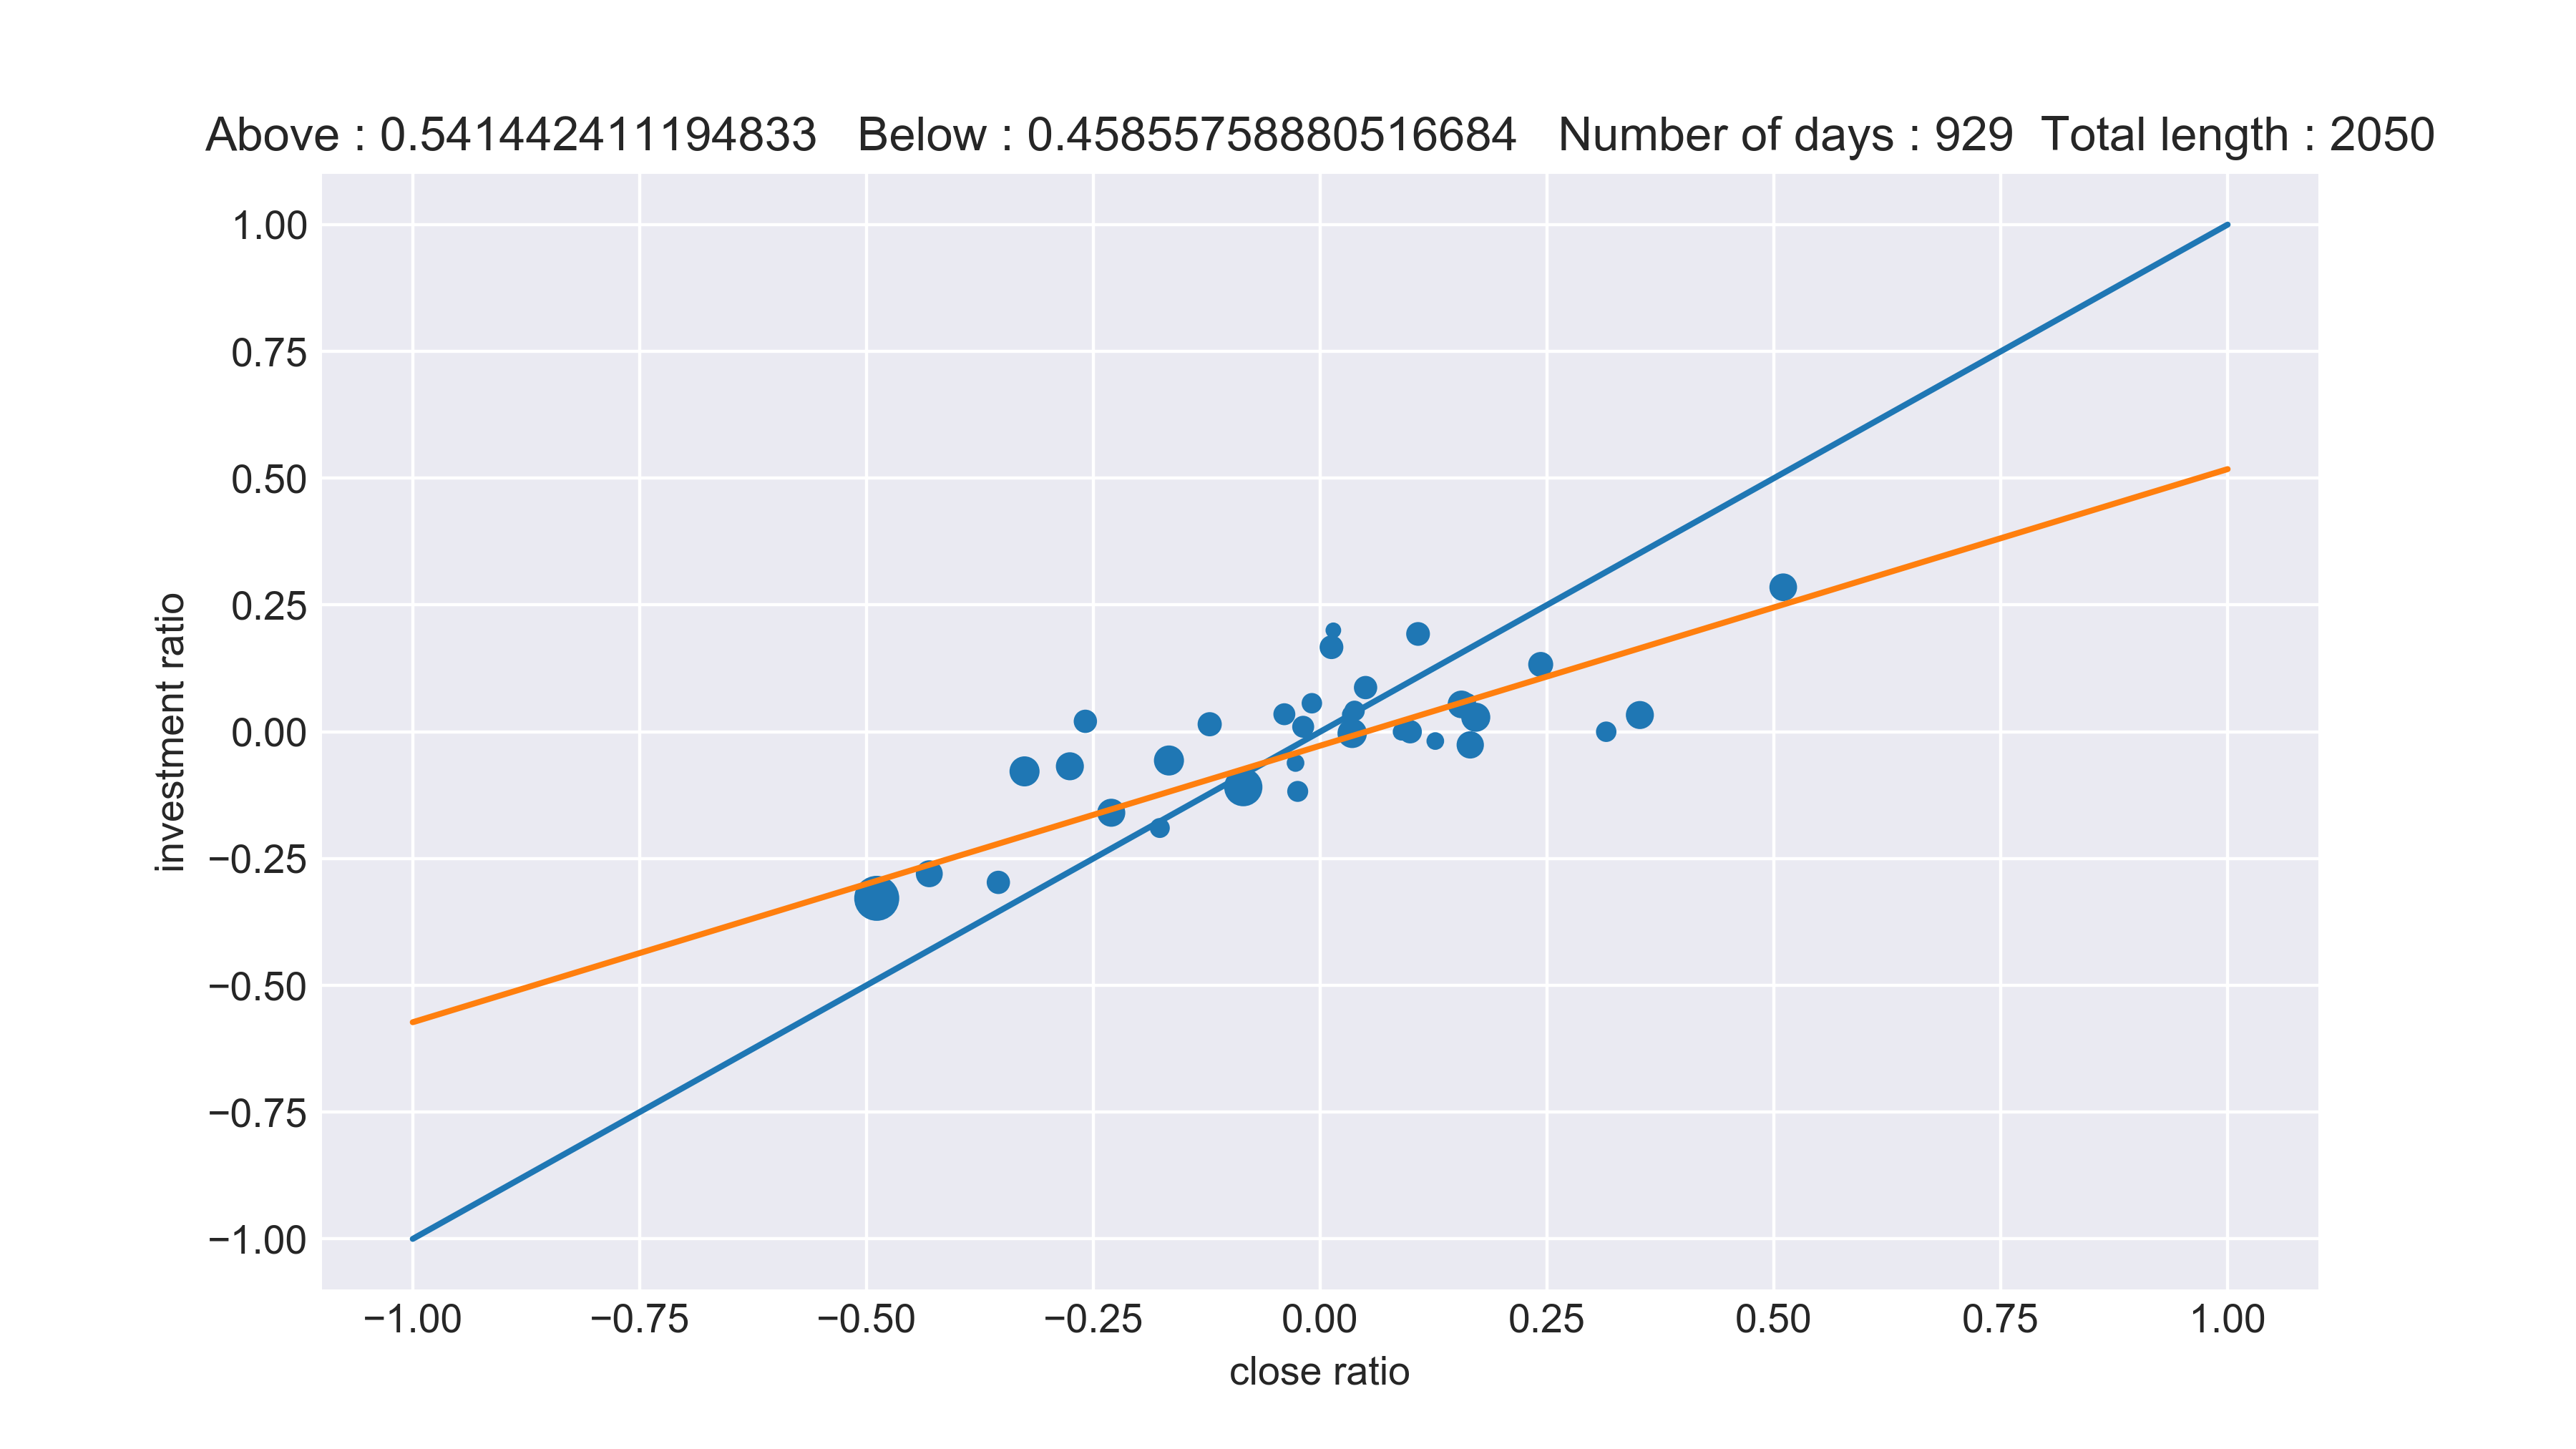 Above : 0.5414424111948­33 Below : 0.45855758880516684 Number of days : 929 Total length : 2050
1.00
0.75
0.50
0.25
0.00
−0.25
−0.50
−0.75
−1.00
investment ratio
−1.00 −0.75 −0.50 −0.25 0.00 0.25 0.50 0.75 1.00
close ratio